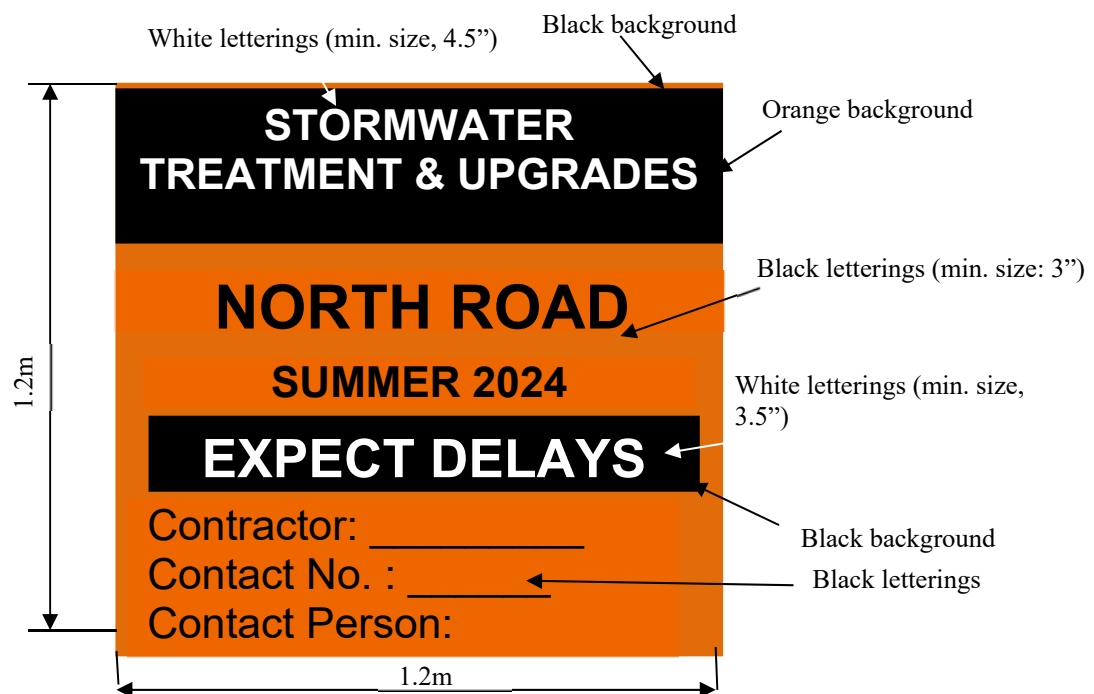 White letterings (min. size, 4.5”)
Black background
STORMWATER
TREATMENT & UPGRADES
Orange background
NORTH ROAD
Black letterings (min. size: 3”)
1.2m
SUMMER 2024
White letterings (min. size,
3.5”)
EXPECT DELAYS
Contractor: _________
Black background
Contact No. : ______
Black letterings
Contact Person:
1.2m